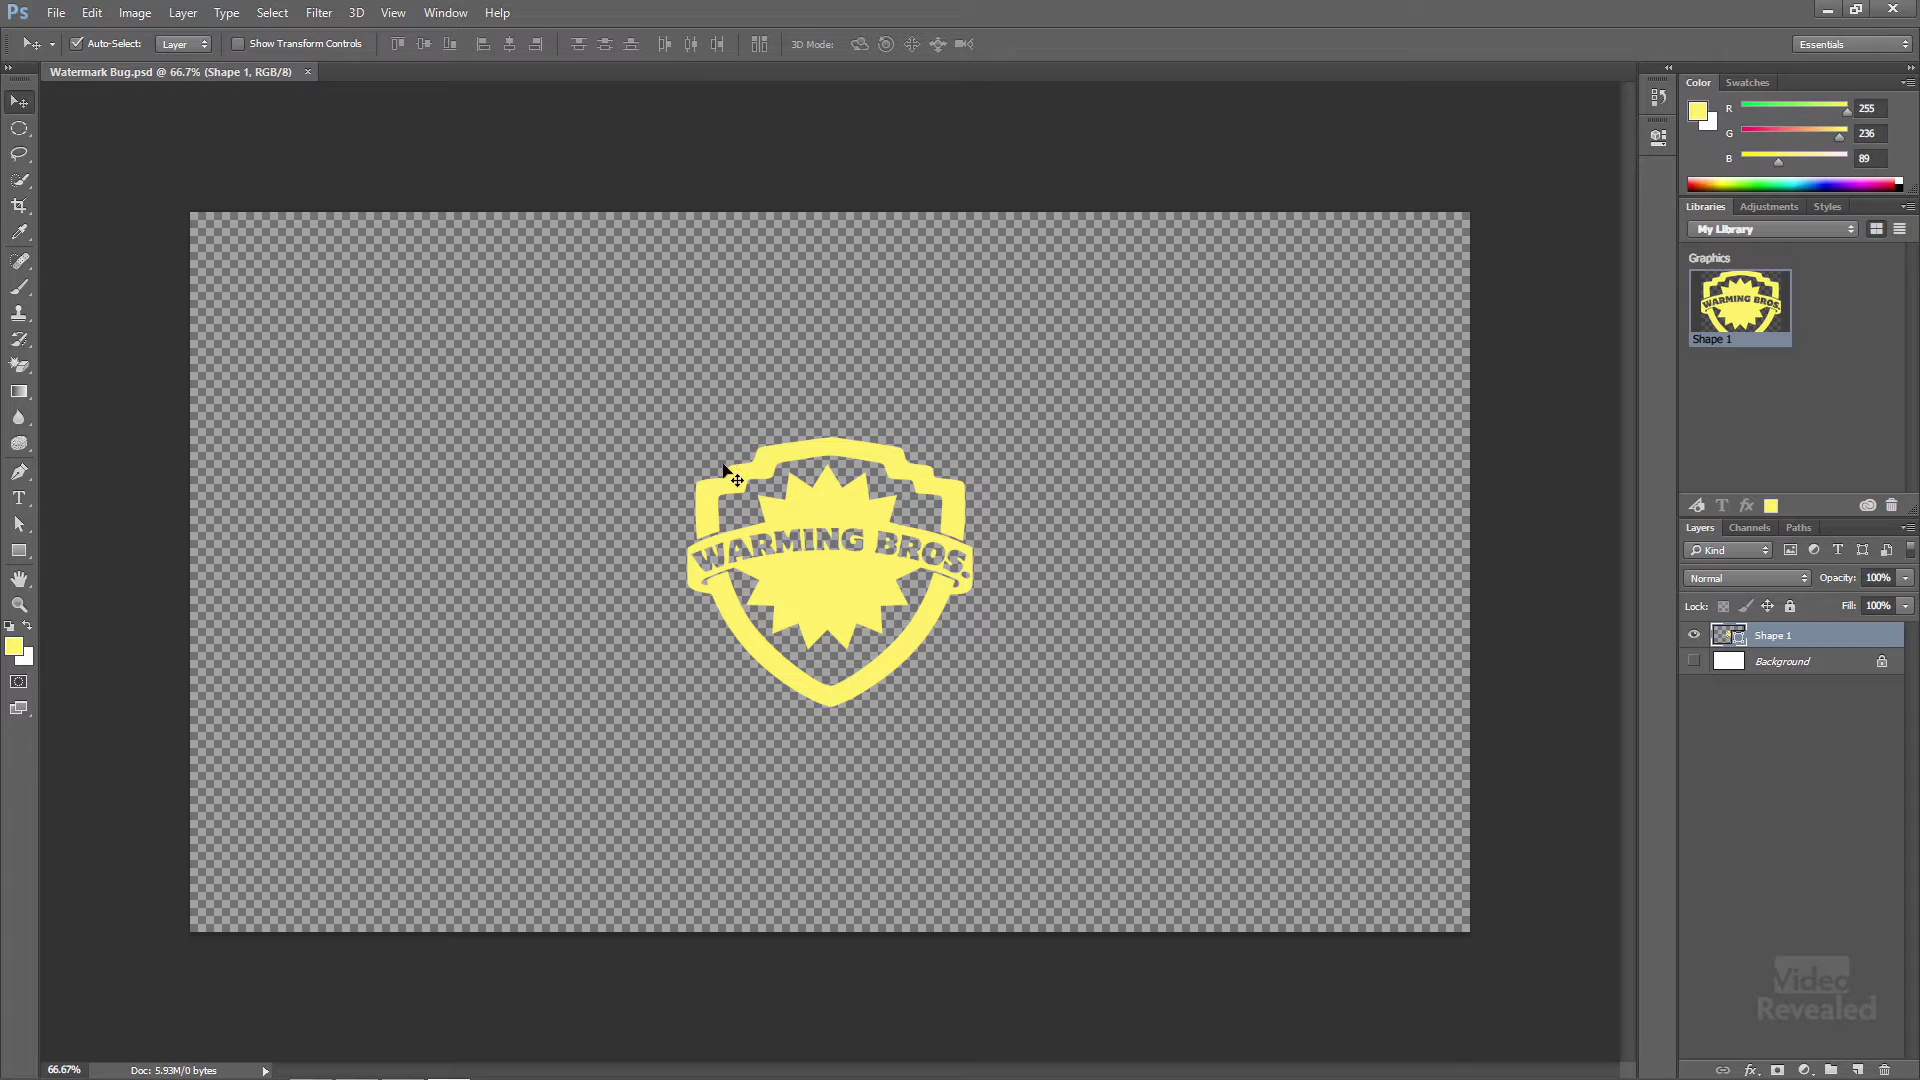 Ps File Edit Image Layer Type Select Filter 3D View Window Help
Auto-Select: Layer Show Transform Controls 3D Mode: Essentials
Watermark Bug.psd @ 66.7% (Shape 1, RGB/8) ×
Color Swatches
R 255
G 236
B 89
Libraries Adjustments Styles
My Library
Graphics
WARMING BROS.
Shape 1
WARMING BROS.
Layers Channels Paths
Kind
Normal Opacity: 100%
Lock: Fill: 100%
Shape 1
Background
Video
Revealed
66.67% Doc: 5.93M/0 bytes